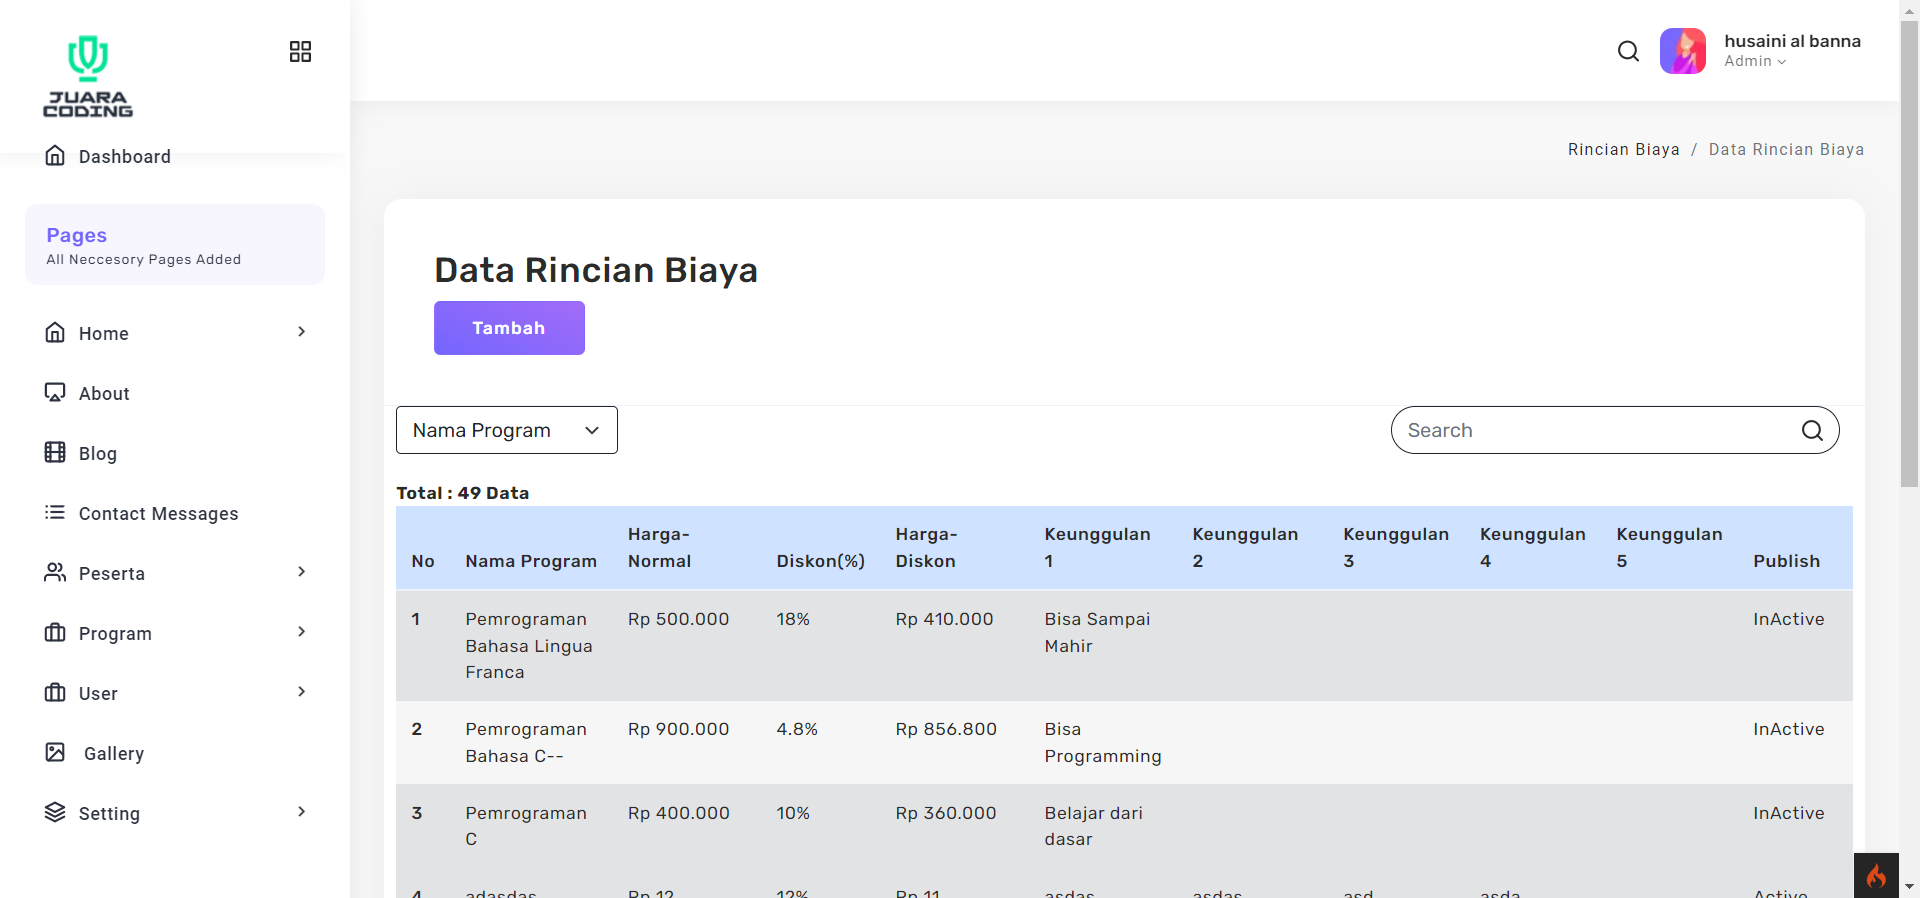 JUARA
CODING
husaini al banna
Admin
Dashboard
Rincian Biaya / Data Rincian Biaya
Pages
All Neccesory Pages Added
Home
About
Blog
Contact Messages
Peserta
Program
User
Gallery
Setting
Data Rincian Biaya
Tambah
Nama Program
Search
Total : 49 Data
No Nama Program Harga-Normal Diskon(%) Harga-Diskon Keunggulan 1 Keunggulan 2 Keunggulan 3 Keunggulan 4 Keunggulan 5 Publish
1 Pemrograman Bahasa Lingua Franca Rp 500.000 18% Rp 410.000 Bisa Sampai Mahir InActive
2 Pemrograman Bahasa C-- Rp 900.000 4.8% Rp 856.800 Bisa Programming InActive
3 Pemrograman C Rp 400.000 10% Rp 360.000 Belajar dari dasar InActive
4 adasdas Rp 12 12% Rp 11 asdas asdas asd asda Active